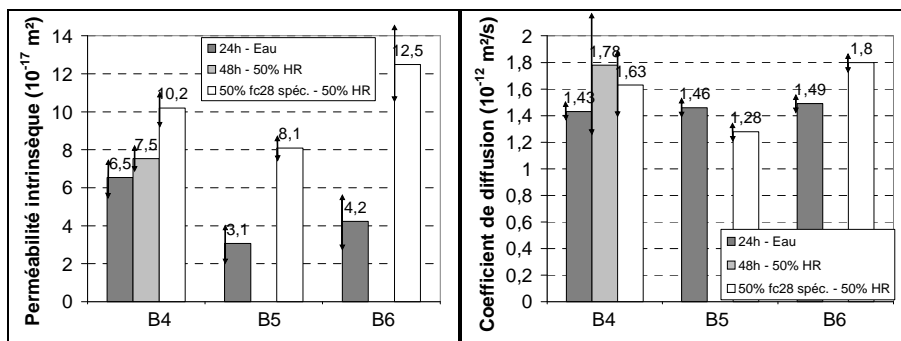 Perméabilité intrinsèque (10⁻¹⁷ m²)
14
12
10
8
6
4
2
0
24h - Eau
48h - 50% HR
50% fc28 spéc. - 50% HR
6,5
7,5
10,2
3,1
8,1
4,2
12,5
B4
B5
B6
Coefficient de diffusion (10⁻¹² m²/s)
2
1,8
1,6
1,4
1,2
1
0,8
0,6
0,4
0,2
0
1,43
1,78
1,63
1,46
1,28
1,49
1,8
24h - Eau
48h - 50% HR
50% fc28 spéc. - 50% HR
B4
B5
B6